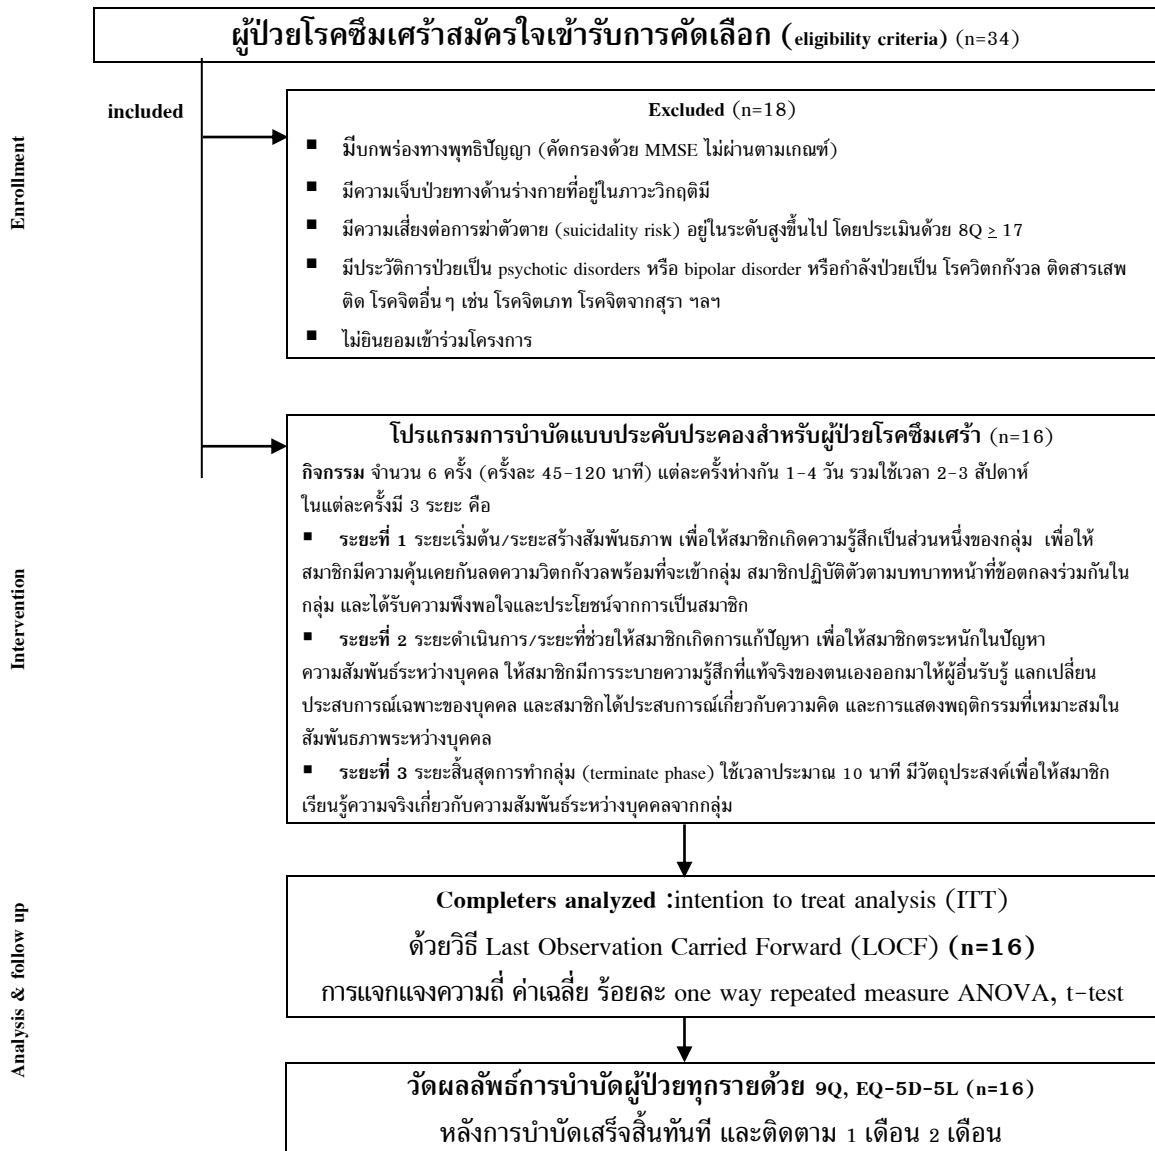 ผู้ป่วยโรคซึมเศร้าสมัครใจเข้ารับการคัดเลือก (eligibility criteria) (n=34)
included
Enrollment
Excluded (n=18)
■ มีบกพร่องทางพุทธิปัญญา (คัดกรองด้วย MMSE ไม่ผ่านตามเกณฑ์)
■ มีความเจ็บป่วยทางด้านร่างกายที่อยู่ในภาวะวิกฤติมี
■ มีความเสี่ยงต่อการฆ่าตัวตาย (suicidality risk) อยู่ในระดับสูงขึ้นไป โดยประเมินด้วย 8Q ≥ 17
■ มีประวัติการป่วยเป็น psychotic disorders หรือ bipolar disorder หรือกำลังป่วยเป็น โรควิตกกังวล ติดสารเสพ
ติด โรคจิตอื่น ๆ เช่น โรคจิตเภท โรคจิตจากสุรา ฯลฯ
■ ไม่ยินยอมเข้าร่วมโครงการ
Intervention
โปรแกรมการบำบัดแบบประคับประคองสำหรับผู้ป่วยโรคซึมเศร้า (n=16)
กิจกรรม จำนวน 6 ครั้ง (ครั้งละ 45-120 นาที) แต่ละครั้งห่างกัน 1-4 วัน รวมใช้เวลา 2-3 สัปดาห์
ในแต่ละครั้งมี 3 ระยะ คือ
■ ระยะที่ 1 ระยะเริ่มต้น/ระยะสร้างสัมพันธภาพ เพื่อให้สมาชิกเกิดความรู้สึกเป็นส่วนหนึ่งของกลุ่ม เพื่อให้
สมาชิกมีความคุ้นเคยกันลดความวิตกกังวลพร้อมที่จะเข้ากลุ่ม สมาชิกปฏิบัติตัวตามบทบาทหน้าที่ข้อตกลงร่วมกันใน
กลุ่ม และได้รับความพึงพอใจและประโยชน์จากการเป็นสมาชิก
■ ระยะที่ 2 ระยะดำเนินการ/ระยะที่ช่วยให้สมาชิกเกิดการแก้ปัญหา เพื่อให้สมาชิกตระหนักในปัญหา
ความสัมพันธ์ระหว่างบุคคล ให้สมาชิกมีการระบายความรู้สึกที่แท้จริงของตนเองออกมาให้ผู้อื่นรับรู้ แลกเปลี่ยน
ประสบการณ์เฉพาะของบุคคล และสมาชิกได้ประสบการณ์เกี่ยวกับความคิด และการแสดงพฤติกรรมที่เหมาะสมใน
สัมพันธภาพระหว่างบุคคล
■ ระยะที่ 3 ระยะสิ้นสุดการทำกลุ่ม (terminate phase) ใช้เวลาประมาณ 10 นาที มีวัตถุประสงค์เพื่อให้สมาชิก
เรียนรู้ความจริงเกี่ยวกับความสัมพันธ์ระหว่างบุคคลจากกลุ่ม
Analysis & follow up
Completers analyzed :intention to treat analysis (ITT)
ด้วยวิธี Last Observation Carried Forward (LOCF) (n=16)
การแจกแจงความถี่ ค่าเฉลี่ย ร้อยละ one way repeated measure ANOVA, t-test
วัดผลลัพธ์การบำบัดผู้ป่วยทุกรายด้วย 9Q, EQ-5D-5L (n=16)
หลังการบำบัดเสร็จสิ้นทันที และติดตาม 1 เดือน 2 เดือน